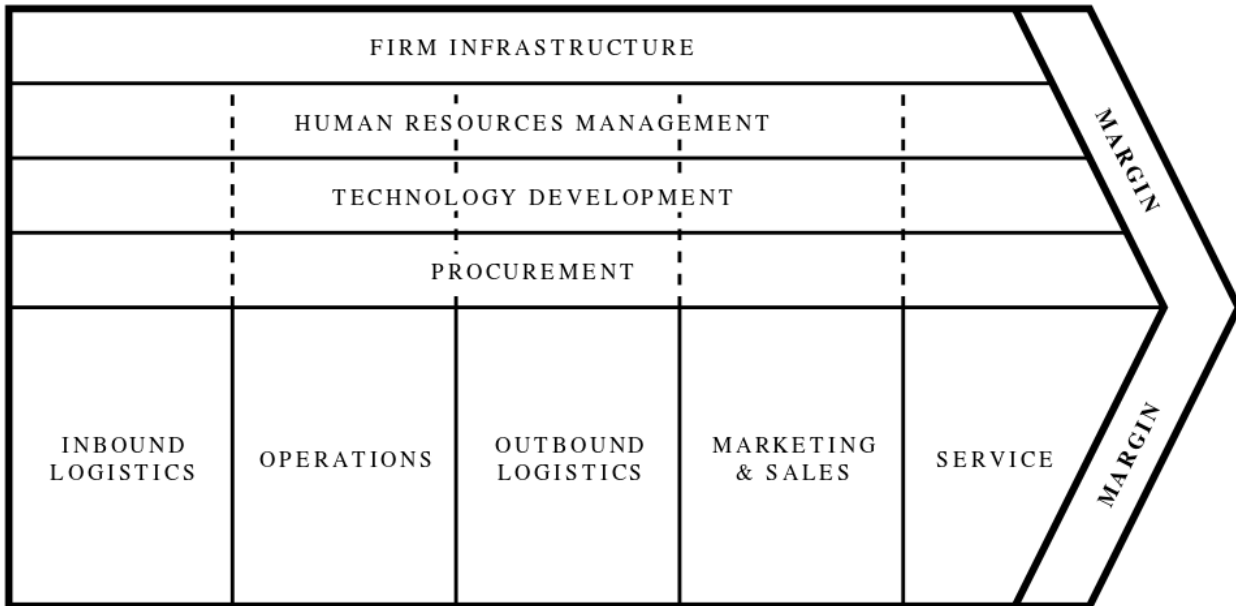 FIRM INFRASTRUCTURE
HUMAN RESOURCES MANAGEMENT
TECHNOLOGY DEVELOPMENT
PROCUREMENT
MARGIN
INBOUND
LOGISTICS
OPERATIONS
OUTBOUND
LOGISTICS
MARKETING
& SALES
SERVICE
MARGIN